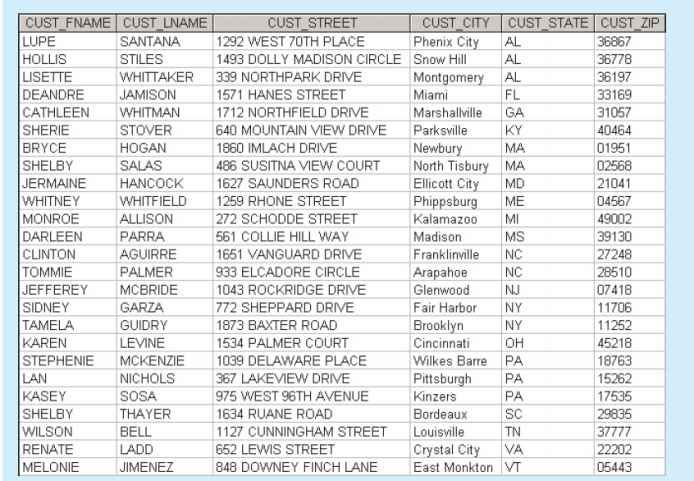 CUST_FNAME CUST_LNAME CUST_STREET CUST_CITY CUST_STATE CUST_ZIP
LUPE SANTANA 1292 WEST 70TH PLACE Phenix City AL 36867
HOLLIS STILES 1493 DOLLY MADISON CIRCLE Snow Hill AL 36778
LISETTE WHITTAKER 339 NORTHPARK DRIVE Montgomery AL 36197
DEANDRE JAMISON 1571 HANES STREET Miami FL 33169
CATHLEEN WHITMAN 1712 NORTHFIELD DRIVE Marshallville GA 31057
SHERIE STOVER 640 MOUNTAIN VIEW DRIVE Parksville KY 40464
BRYCE HOGAN 1860 IMLACH DRIVE Newbury MA 01951
SHELBY SALAS 486 SUSITNA VIEW COURT North Tisbury MA 02568
JERMAINE HANCOCK 1627 SAUNDERS ROAD Ellicott City MD 21041
WHITNEY WHITFIELD 1259 RHONE STREET Phippsburg ME 04567
MONROE ALLISON 272 SCHODDE STREET Kalamazoo MI 49002
DARLEEN PARRA 561 COLLIE HILL WAY Madison MS 39130
CLINTON AGUIRRE 1651 VANGUARD DRIVE Franklinville NC 27248
TOMMIE PALMER 933 ELCADORE CIRCLE Arapahoe NC 28510
JEFFEREY MCBRIDE 1043 ROCKRIDGE DRIVE Glenwood NJ 07418
SIDNEY GARZA 772 SHEPPARD DRIVE Fair Harbor NY 11706
TAMELA GUIDRY 1873 BAXTER ROAD Brooklyn NY 11252
KAREN LEVINE 1534 PALMER COURT Cincinnati OH 45218
STEPHENIE MCKENZIE 1039 DELAWARE PLACE Wilkes Barre PA 18763
LAN NICHOLS 367 LAKEVIEW DRIVE Pittsburgh PA 15262
KASEY SOSA 975 WEST 96TH AVENUE Kinzers PA 17535
SHELBY THAYER 1634 RUANE ROAD Bordeaux SC 29835
WILSON BELL 1127 CUNNINGHAM STREET Louisville TN 37777
RENATE LADD 652 LEWIS STREET Crystal City VA 22202
MELONIE JIMENEZ 848 DOWNEY FINCH LANE East Monkton VT 05443